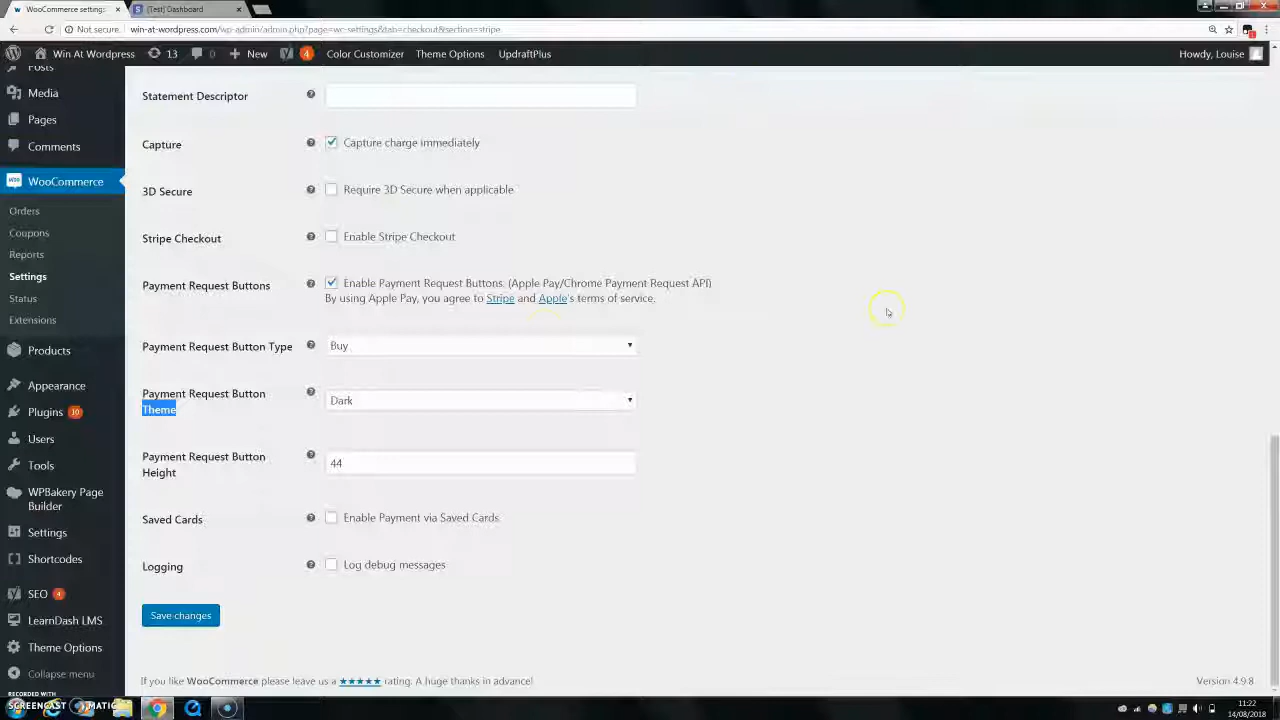 WooCommerce setting:
[Test] Dashboard
Not secure
win-at-wordpress.com/wp-admin/admin.php?page=wc-settings&tab=checkout&section=stripe
Win At Wordpress
13
0
New
4
Color Customizer
Theme Options
UpdraftPlus
Howdy, Louise
Posts
Media
Pages
Comments
WooCommerce
Orders
Coupons
Reports
Settings
Status
Extensions
Products
Appearance
Plugins 10
Users
Tools
WPBakery Page
Builder
Settings
Shortcodes
SEO 4
LearnDash LMS
Theme Options
Collapse menu
Statement Descriptor
Capture
Capture charge immediately
3D Secure
Require 3D Secure when applicable
Stripe Checkout
Enable Stripe Checkout
Payment Request Buttons
Enable Payment Request Buttons. (Apple Pay/Chrome Payment Request API)
By using Apple Pay, you agree to Stripe and Apple's terms of service.
Payment Request Button Type
Buy
Payment Request Button
Theme
Dark
Payment Request Button
Height
44
Saved Cards
Enable Payment via Saved Cards
Logging
Log debug messages
Save changes
If you like WooCommerce please leave us a ★★★★★ rating. A huge thanks in advance!
Version 4.9.8
RECORDED WITH
SCREENCAST MATIC
11:22
14/08/2018